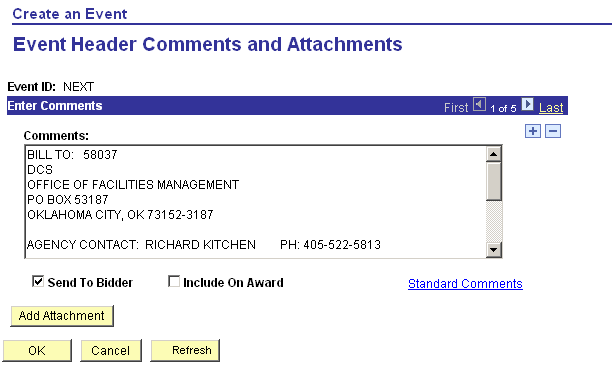 Create an Event
Event Header Comments and Attachments
Event ID: NEXT
Enter Comments First 1 of 5 Last
Comments:
BILL TO: 58037
DCS
OFFICE OF FACILITIES MANAGEMENT
PO BOX 53187
OKLAHOMA CITY, OK 73152-3187
AGENCY CONTACT: RICHARD KITCHEN PH: 405-522-5813
Send To Bidder Include On Award Standard Comments
Add Attachment
OK Cancel Refresh